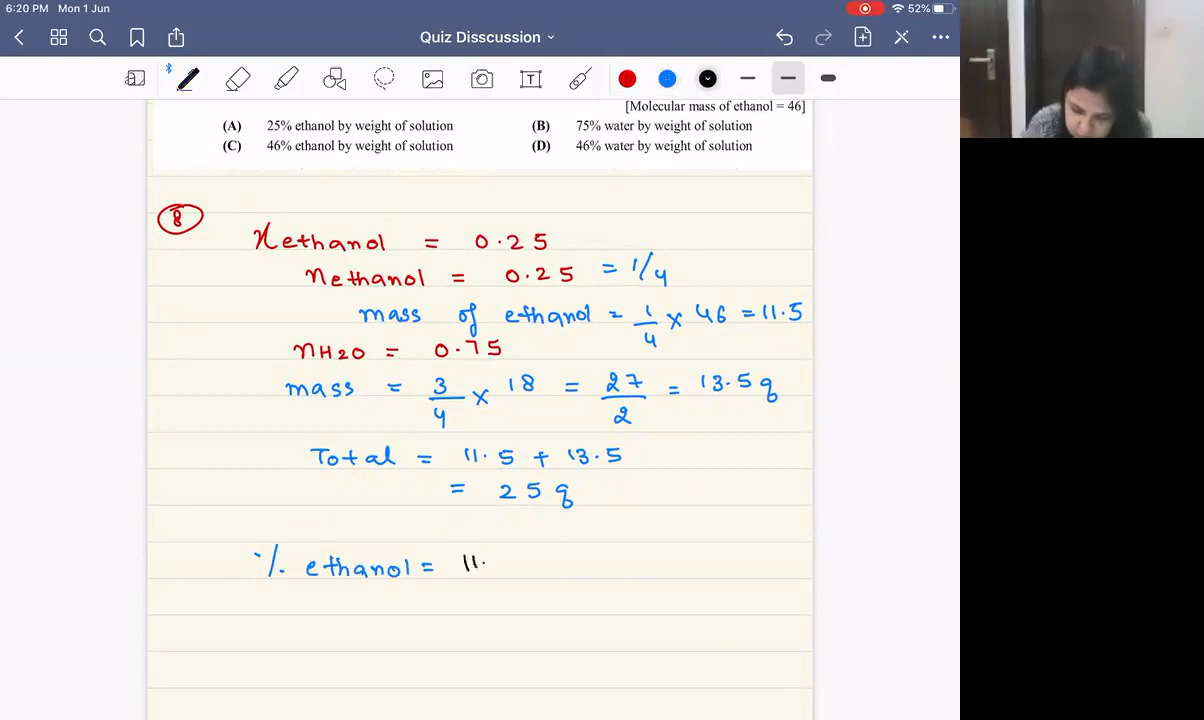 6:20 PM Mon 1 Jun 52%
Quiz Disscussion
[Molecular mass of ethanol = 46]
(A) 25% ethanol by weight of solution (B) 75% water by weight of solution
(C) 46% ethanol by weight of solution (D) 46% water by weight of solution
8
xethanol = 0.25
nethanol = 0.25 = 1/4
mass of ethanol = 1/4 × 46 = 11.5
nH2O = 0.75
mass = 3/4 × 18 = 27/2 = 13.5 g
Total = 11.5 + 13.5
= 25 g
% ethanol = 11.